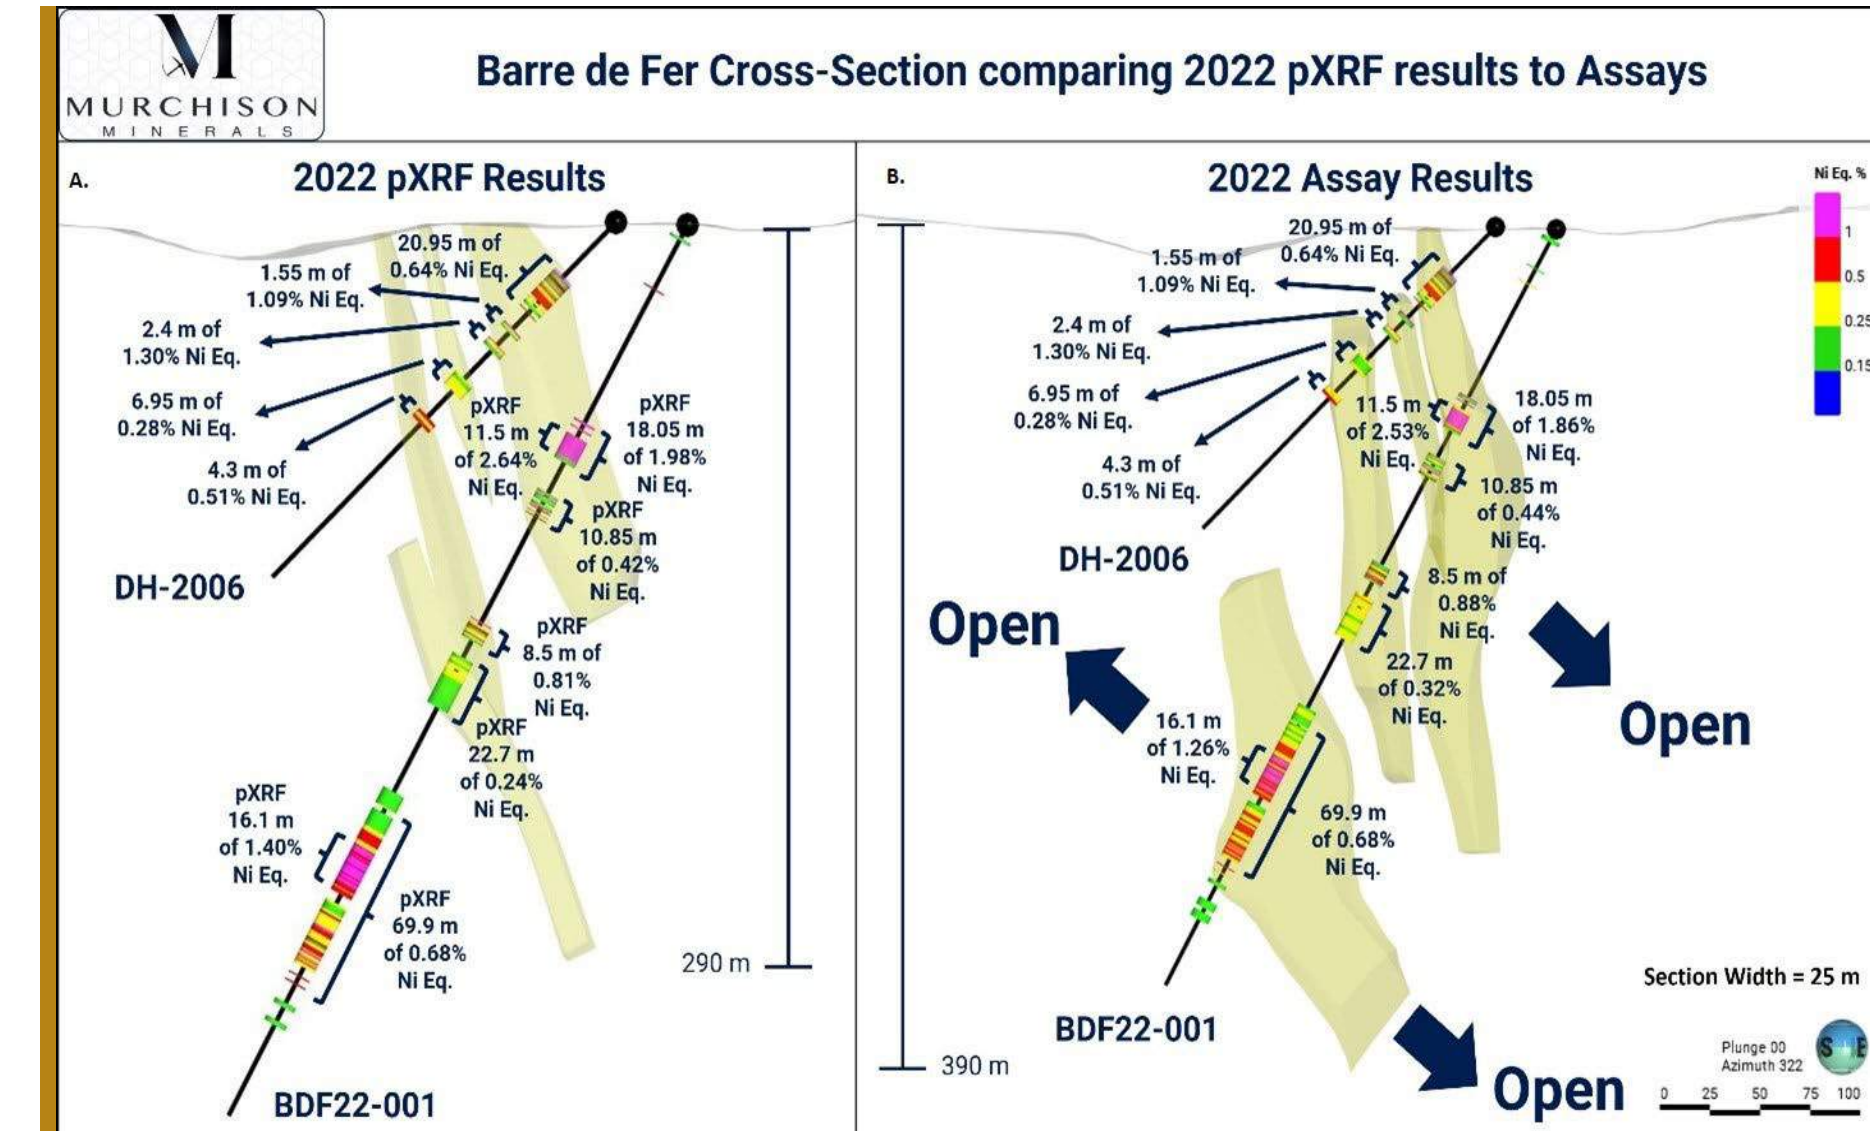 MURCHISON
MINERALS
Barre de Fer Cross-Section comparing 2022 pXRF results to Assays
A.
2022 pXRF Results
20.95 m of
0.64% Ni Eq.
1.55 m of
1.09% Ni Eq.
2.4 m of
1.30% Ni Eq.
6.95 m of
0.28% Ni Eq.
4.3 m of
0.51% Ni Eq.
DH-2006
pXRF
11.5 m
of 2.64%
Ni Eq.
pXRF
18.05 m
of 1.98%
Ni Eq.
pXRF
10.85 m
of 0.42%
Ni Eq.
pXRF
8.5 m of
0.81%
Ni Eq.
pXRF
22.7 m
of 0.24%
Ni Eq.
pXRF
16.1 m
of 1.40%
Ni Eq.
pXRF
69.9 m
of 0.68%
Ni Eq.
290 m
BDF22-001
B.
2022 Assay Results
20.95 m of
0.64% Ni Eq.
1.55 m of
1.09% Ni Eq.
2.4 m of
1.30% Ni Eq.
6.95 m of
0.28% Ni Eq.
4.3 m of
0.51% Ni Eq.
DH-2006
11.5 m
of 2.53%
Ni Eq.
18.05 m
of 1.86%
Ni Eq.
10.85 m
of 0.44%
Ni Eq.
8.5 m of
0.88%
Ni Eq.
22.7 m
of 0.32%
Ni Eq.
Open
Open
16.1 m
of 1.26%
Ni Eq.
69.9 m
of 0.68%
Ni Eq.
BDF22-001
390 m
Open
Ni Eq. %
1
0.5
0.25
0.15
Section Width = 25 m
Plunge 00
Azimuth 322
S E
0 25 50 75 100